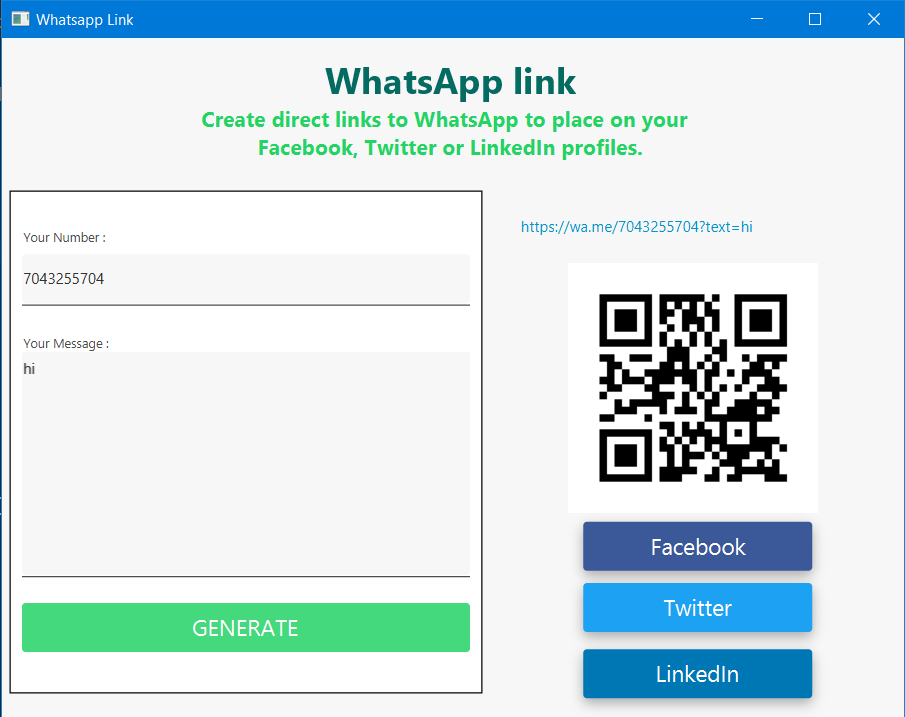 Whatsapp Link
WhatsApp link
Create direct links to WhatsApp to place on your
Facebook, Twitter or LinkedIn profiles.
Your Number :
7043255704
Your Message :
hi
GENERATE
https://wa.me/7043255704?text=hi
Facebook
Twitter
LinkedIn